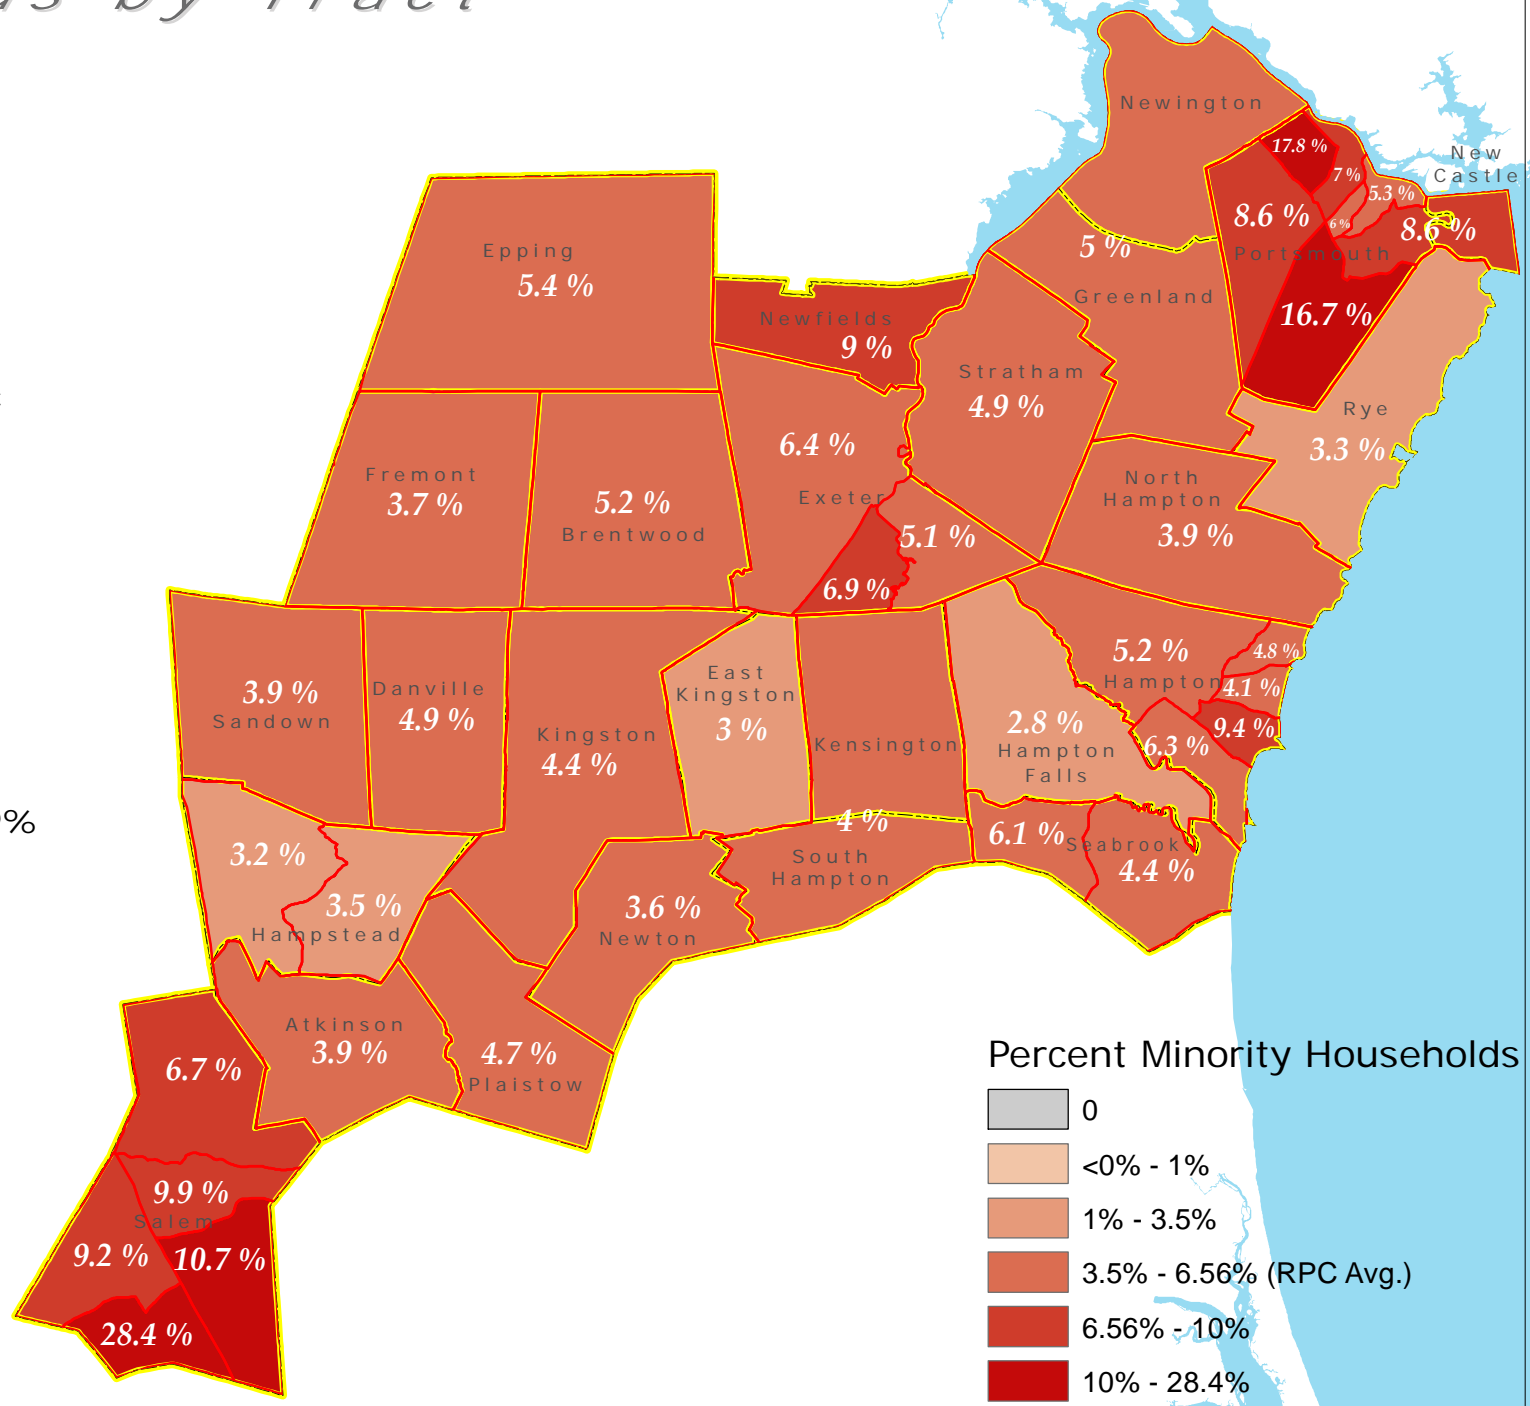 by Tract
Newington
New
Castle
17.8 %
7 %
5.3 %
6 %
8.6 %
8.6 %
Portsmouth
16.7 %
5 %
Greenland
Epping
5.4 %
Newfields
9 %
Stratham
4.9 %
Rye
3.3 %
6.4 %
Exeter
5.1 %
6.9 %
North
Hampton
3.9 %
Fremont
3.7 %
5.2 %
Brentwood
3.9 %
Sandown
Danville
4.9 %
Kingston
4.4 %
East
Kingston
3 %
Kensington
4 %
South
Hampton
2.8 %
Hampton
Falls
5.2 %
Hampton
4.8 %
4.1 %
9.4 %
6.3 %
6.1 %
Seabrook
4.4 %
%
3.2 %
3.5 %
Hampstead
3.6 %
Newton
Atkinson
3.9 %
4.7 %
Plaistow
6.7 %
9.9 %
Salem
9.2 %
10.7 %
28.4 %
Percent Minority Households
0
<0% - 1%
1% - 3.5%
3.5% - 6.56% (RPC Avg.)
6.56% - 10%
10% - 28.4%